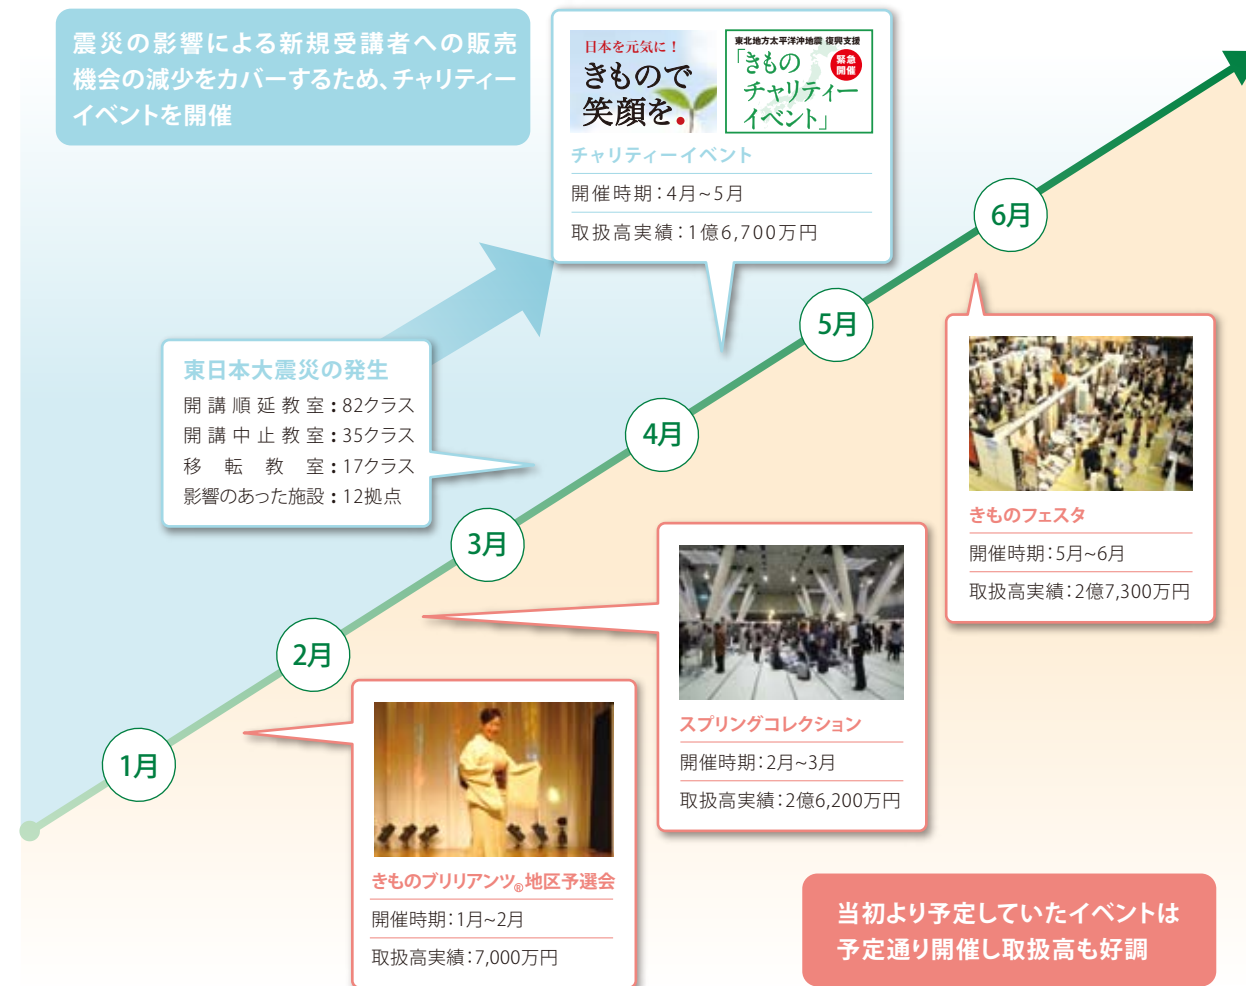 震災の影響による新規受講者への販売
機会の減少をカバーするため、チャリティー
イベントを開催
日本を元気に！
きもので
笑顔を.
東北地方太平洋沖地震 復興支援
「きもの
チャリティー
イベント」
緊急
開催
チャリティーイベント
開催時期：4月~5月
取扱高実績：1億6,700万円
東日本大震災の発生
開講順延教室：82クラス
開講中止教室：35クラス
移転教室：17クラス
影響のあった施設：12拠点
6月
5月
4月
3月
2月
1月
きものフェスタ
開催時期：5月~6月
取扱高実績：2億7,300万円
スプリングコレクション
開催時期：2月~3月
取扱高実績：2億6,200万円
きものブリリアンツ®地区予選会
開催時期：1月~2月
取扱高実績：7,000万円
当初より予定していたイベントは
予定通り開催し取扱高も好調